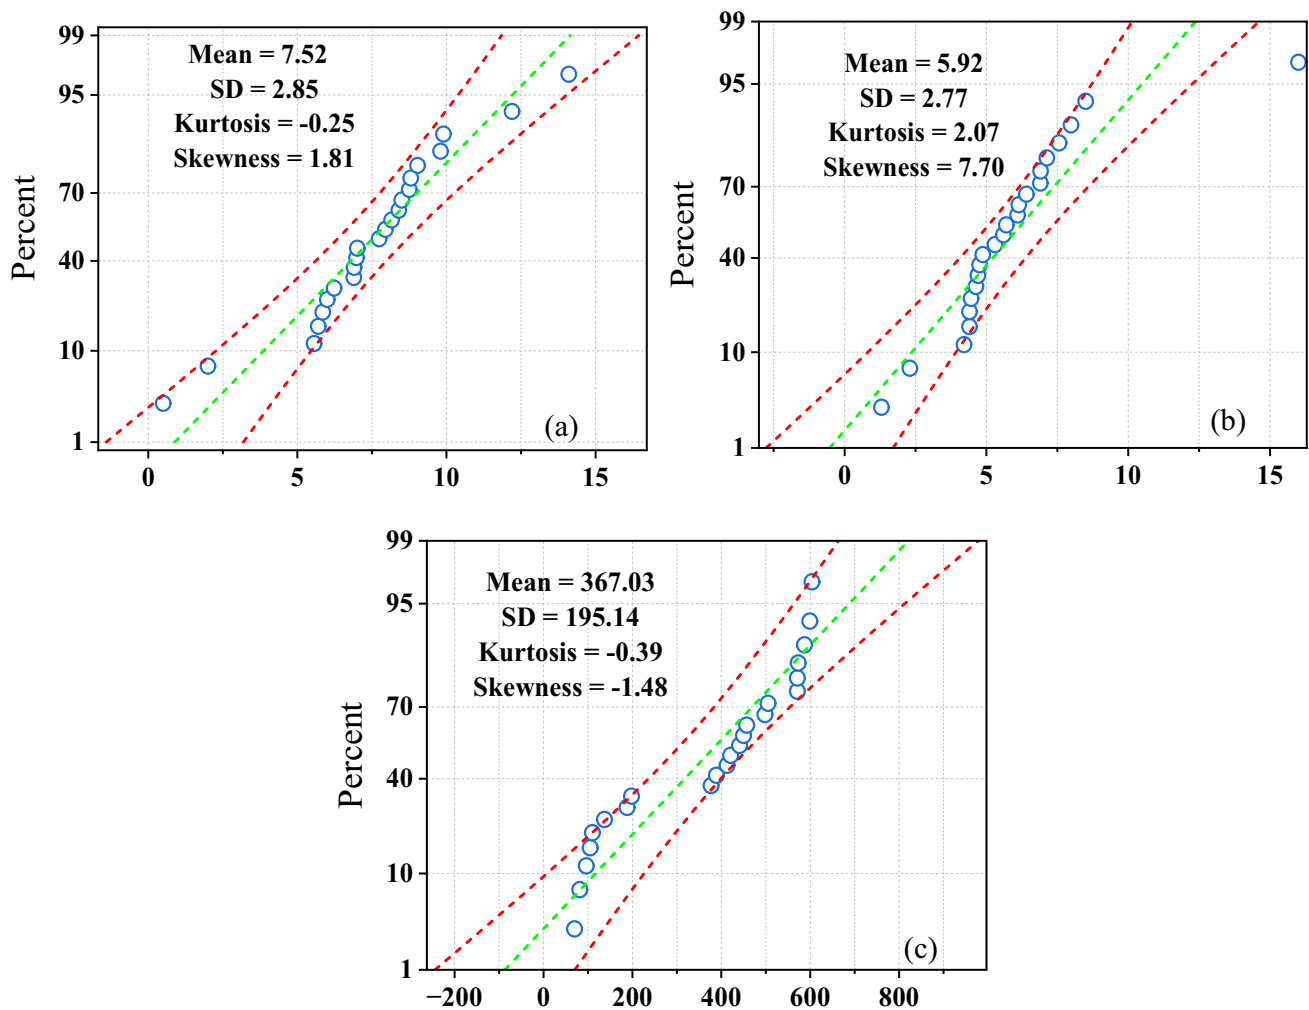 99
95
70
40
10
1
Percent
Mean = 7.52
SD = 2.85
Kurtosis = -0.25
Skewness = 1.81
(a)
0
5
10
15
99
95
70
40
10
1
Percent
Mean = 5.92
SD = 2.77
Kurtosis = 2.07
Skewness = 7.70
(b)
0
5
10
15
99
95
70
40
10
1
Percent
Mean = 367.03
SD = 195.14
Kurtosis = -0.39
Skewness = -1.48
(c)
−200
0
200
400
600
800